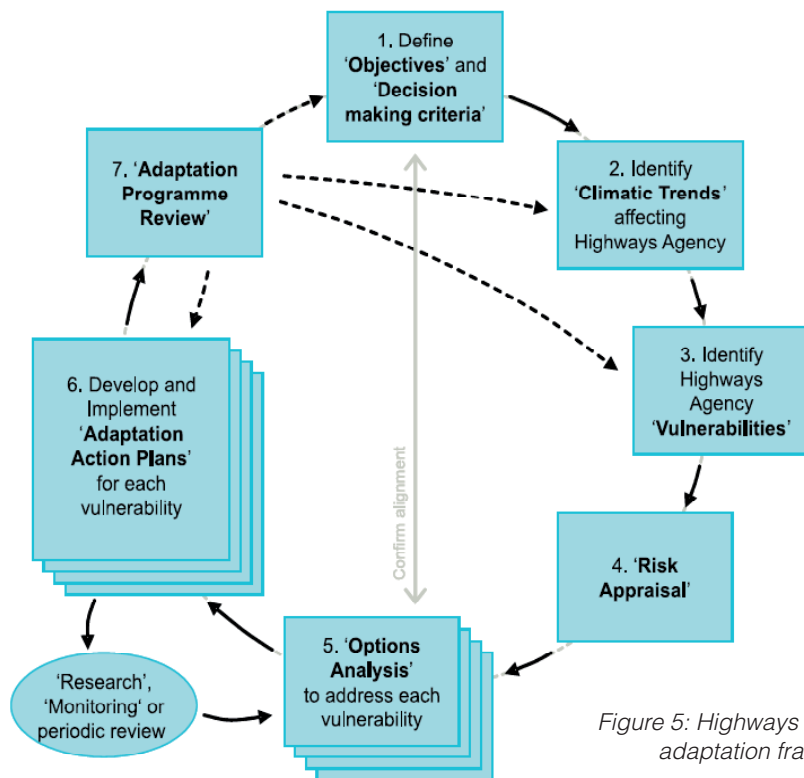 1. Define
‘Objectives’ and
‘Decision
making criteria’
2. Identify
‘Climatic Trends’
affecting
Highways Agency
3. Identify
Highways
Agency
‘Vulnerabilities’
4. ‘Risk
Appraisal’
5. ‘Options
Analysis’
to address each
vulnerability
6. Develop and
Implement
‘Adaptation
Action Plans’
for each
vulnerability
7. ‘Adaptation
Programme
Review’
‘Research’,
‘Monitoring‘ or
periodic review
Confirm alignment
Figure 5: Highways
adaptation fra